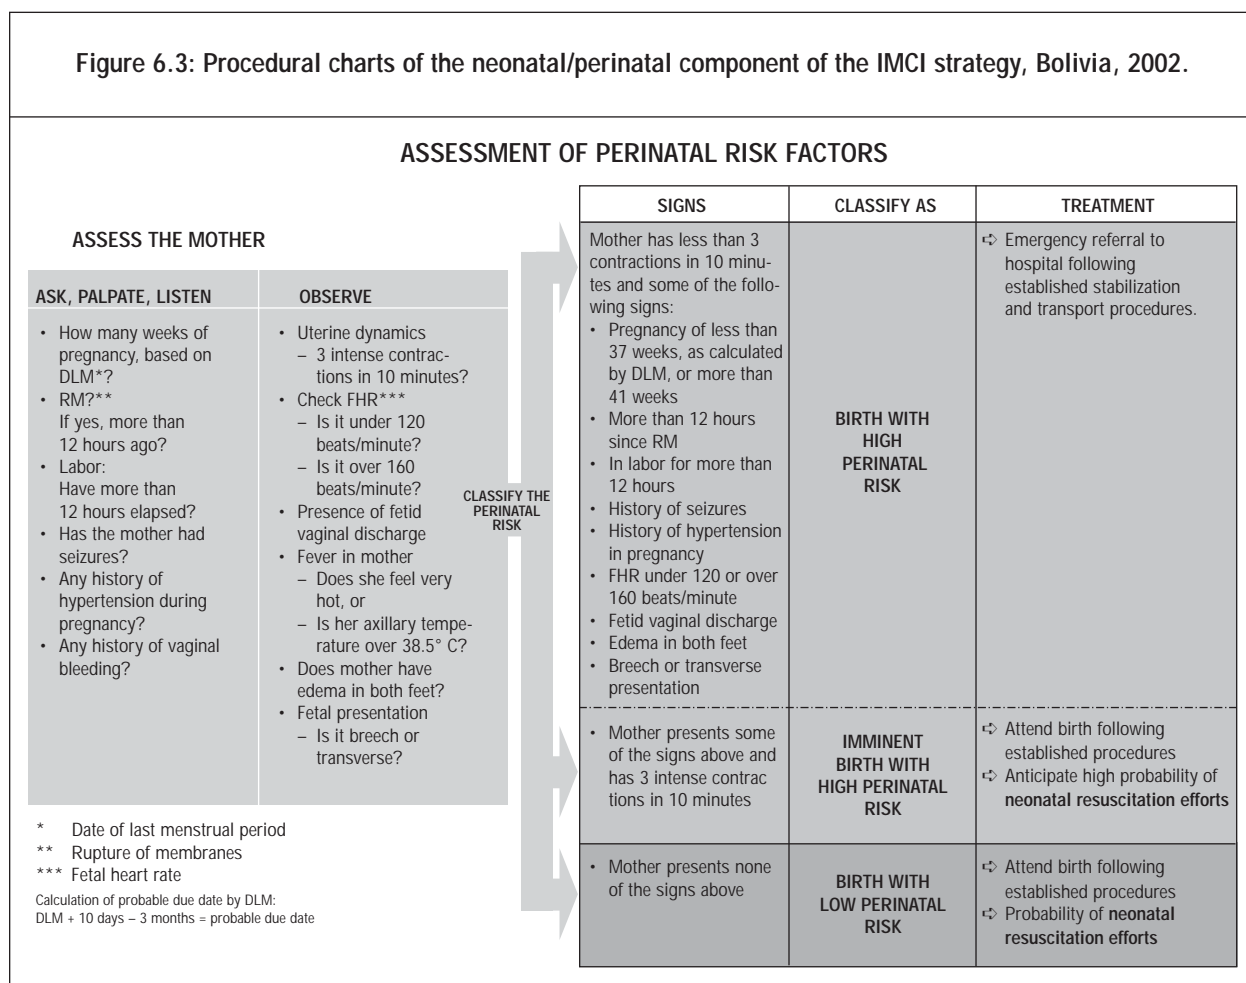 Figure 6.3: Procedural charts of the neonatal/perinatal component of the IMCI strategy, Bolivia, 2002.
ASSESSMENT OF PERINATAL RISK FACTORS
ASSESS THE MOTHER
ASK, PALPATE, LISTEN
• How many weeks of
pregnancy, based on
DLM*?
• RM?**
If yes, more than
12 hours ago?
• Labor:
Have more than
12 hours elapsed?
• Has the mother had
seizures?
• Any history of
hypertension during
pregnancy?
• Any history of vaginal
bleeding?
OBSERVE
• Uterine dynamics
– 3 intense contrac-
tions in 10 minutes?
• Check FHR***
– Is it under 120
beats/minute?
– Is it over 160
beats/minute?
• Presence of fetid
vaginal discharge
• Fever in mother
– Does she feel very
hot, or
– Is her axillary tempe-
rature over 38.5° C?
• Does mother have
edema in both feet?
• Fetal presentation
– Is it breech or
transverse?
* Date of last menstrual period
** Rupture of membranes
*** Fetal heart rate
Calculation of probable due date by DLM:
DLM + 10 days – 3 months = probable due date
CLASSIFY THE
PERINATAL
RISK
SIGNS
CLASSIFY AS
TREATMENT
Mother has less than 3
contractions in 10 minu-
tes and some of the follo-
wing signs:
• Pregnancy of less than
37 weeks, as calculated
by DLM, or more than
41 weeks
• More than 12 hours
since RM
• In labor for more than
12 hours
• History of seizures
• History of hypertension
in pregnancy
• FHR under 120 or over
160 beats/minute
• Fetid vaginal discharge
• Edema in both feet
• Breech or transverse
presentation
BIRTH WITH
HIGH
PERINATAL
RISK
➪ Emergency referral to
hospital following
established stabilization
and transport procedures.
• Mother presents some
of the signs above and
has 3 intense contrac
tions in 10 minutes
IMMINENT
BIRTH WITH
HIGH PERINATAL
RISK
➪ Attend birth following
established procedures
➪ Anticipate high probability of
neonatal resuscitation efforts
• Mother presents none
of the signs above
BIRTH WITH
LOW PERINATAL
RISK
➪ Attend birth following
established procedures
➪ Probability of neonatal
resuscitation efforts